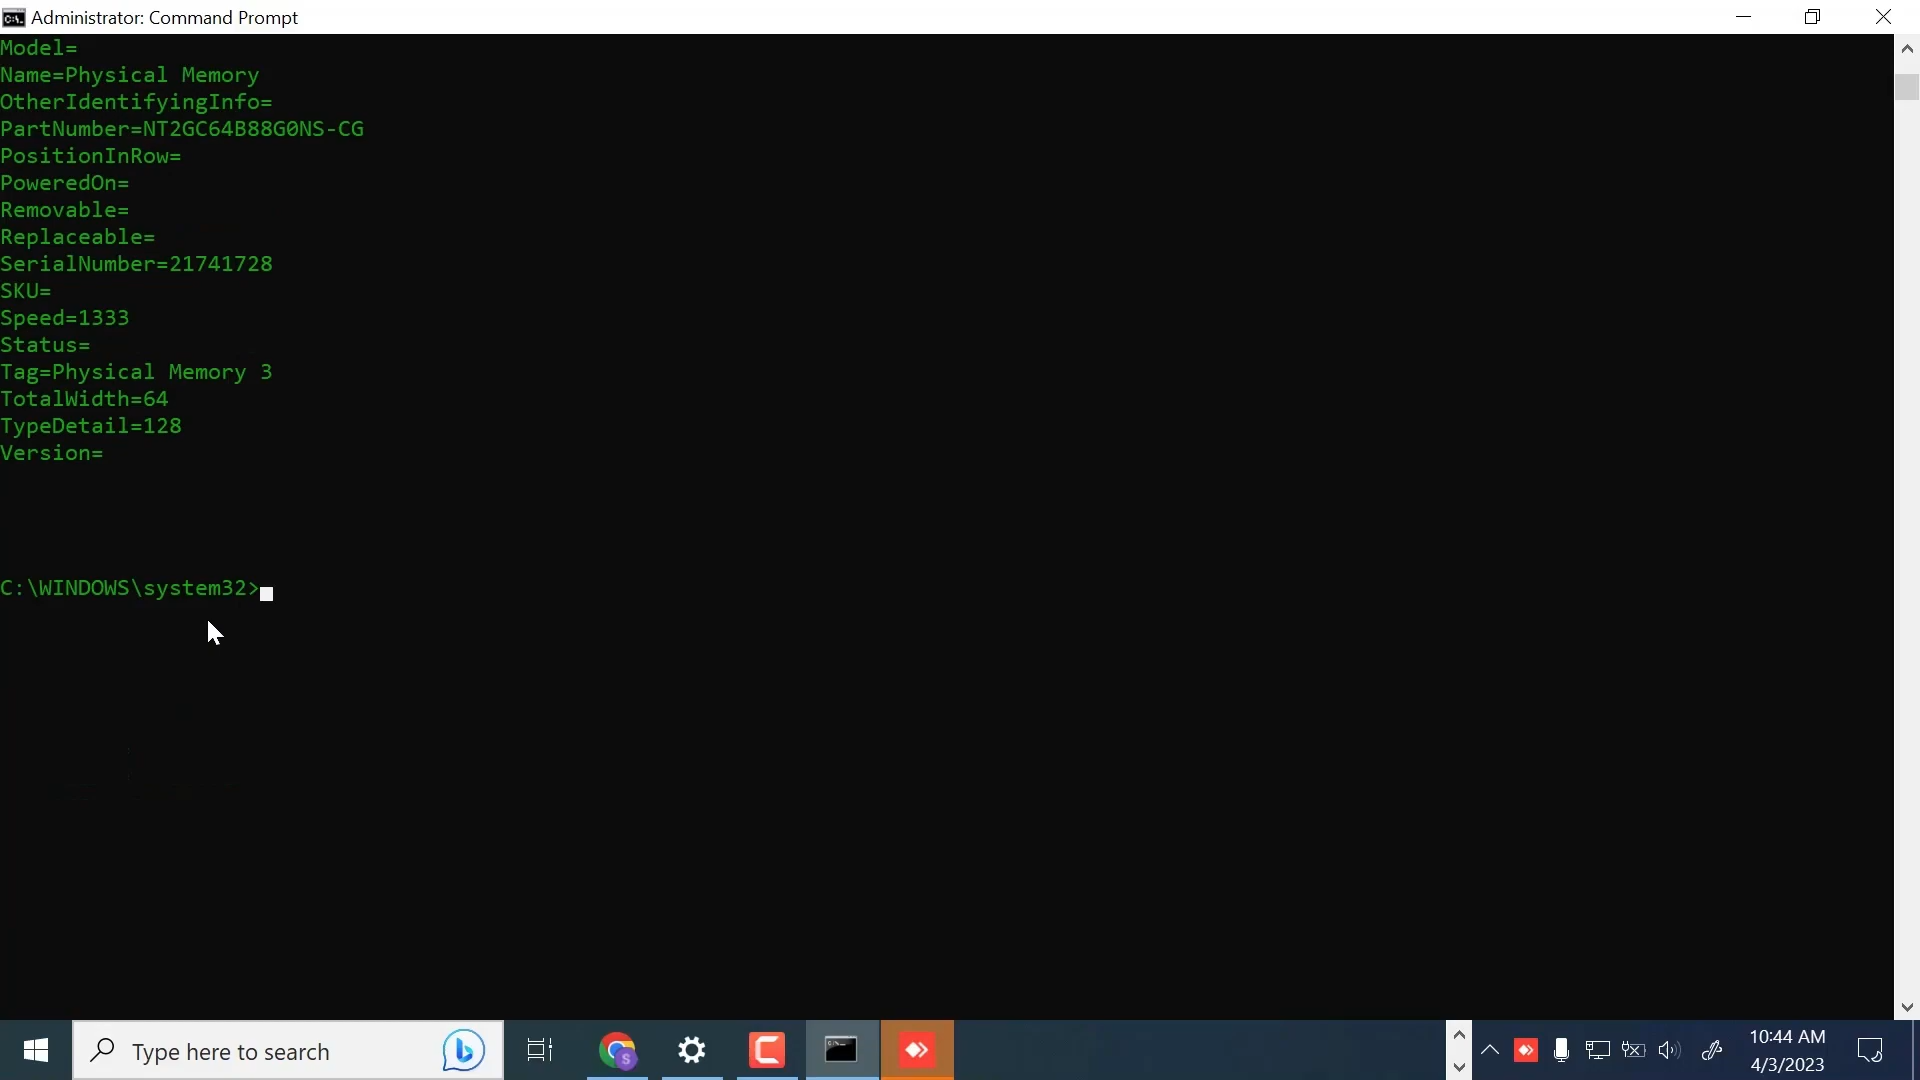 Administrator: Command Prompt
Model=
Name=Physical Memory
OtherIdentifyingInfo=
PartNumber=NT2GC64B88G0NS-CG
PositionInRow=
PoweredOn=
Removable=
Replaceable=
SerialNumber=21741728
SKU=
Speed=1333
Status=
Tag=Physical Memory 3
TotalWidth=64
TypeDetail=128
Version=
C:\WINDOWS\system32>
Type here to search
10:44 AM
4/3/2023